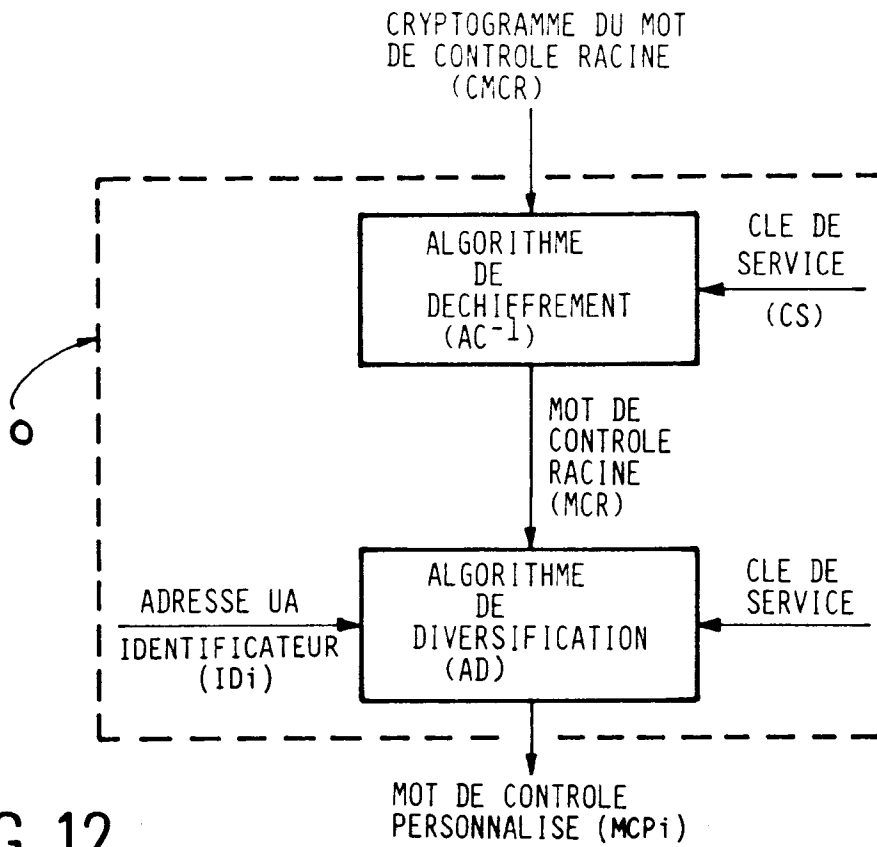 CRYPTOGRAMME DU MOT
DE CONTROLE RACINE
(CMCR)
ALGORITHME
DE
DECHIFFREMENT
(AC-1)
CLE DE
SERVICE
(CS)
O
MOT DE
CONTROLE
RACINE
(MCR)
ADRESSE UA
IDENTIFICATEUR
(IDi)
ALGORITHME
DE
DIVERSIFICATION
(AD)
CLE DE
SERVICE
MOT DE CONTROLE
PERSONNALISE (MCPi)
G 12